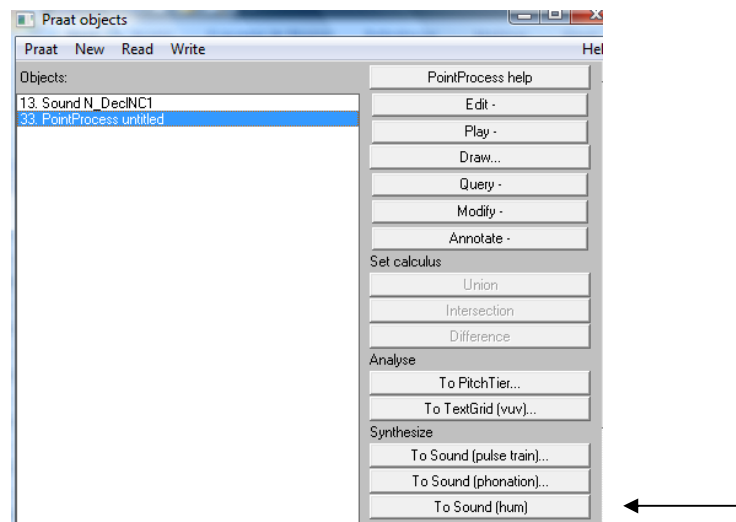 Praat objects
Praat New Read Write Hel
Objects:
13. Sound N_DeclNC1
33. PointProcess untitled
PointProcess help
Edit -
Play -
Draw...
Query -
Modify -
Annotate -
Set calculus
Union
Intersection
Difference
Analyse
To PitchTier...
To TextGrid (vuv)...
Synthesize
To Sound (pulse train)...
To Sound (phonation)...
To Sound (hum)